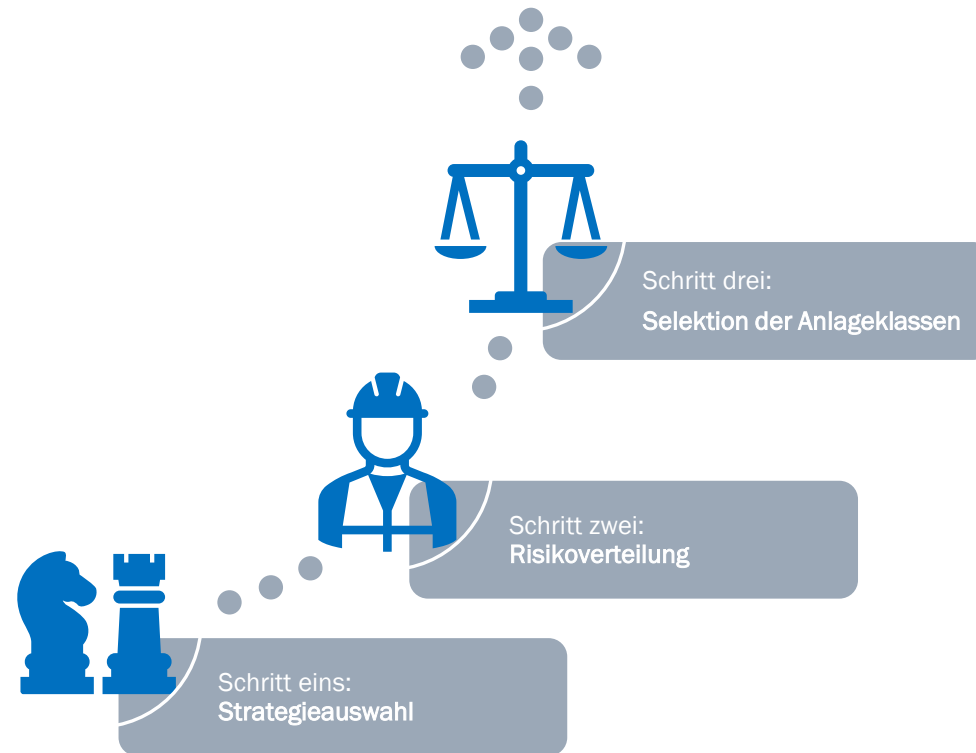 Schritt drei:
Selektion der Anlageklassen
Schritt zwei:
Risikoverteilung
Schritt eins:
Strategieauswahl